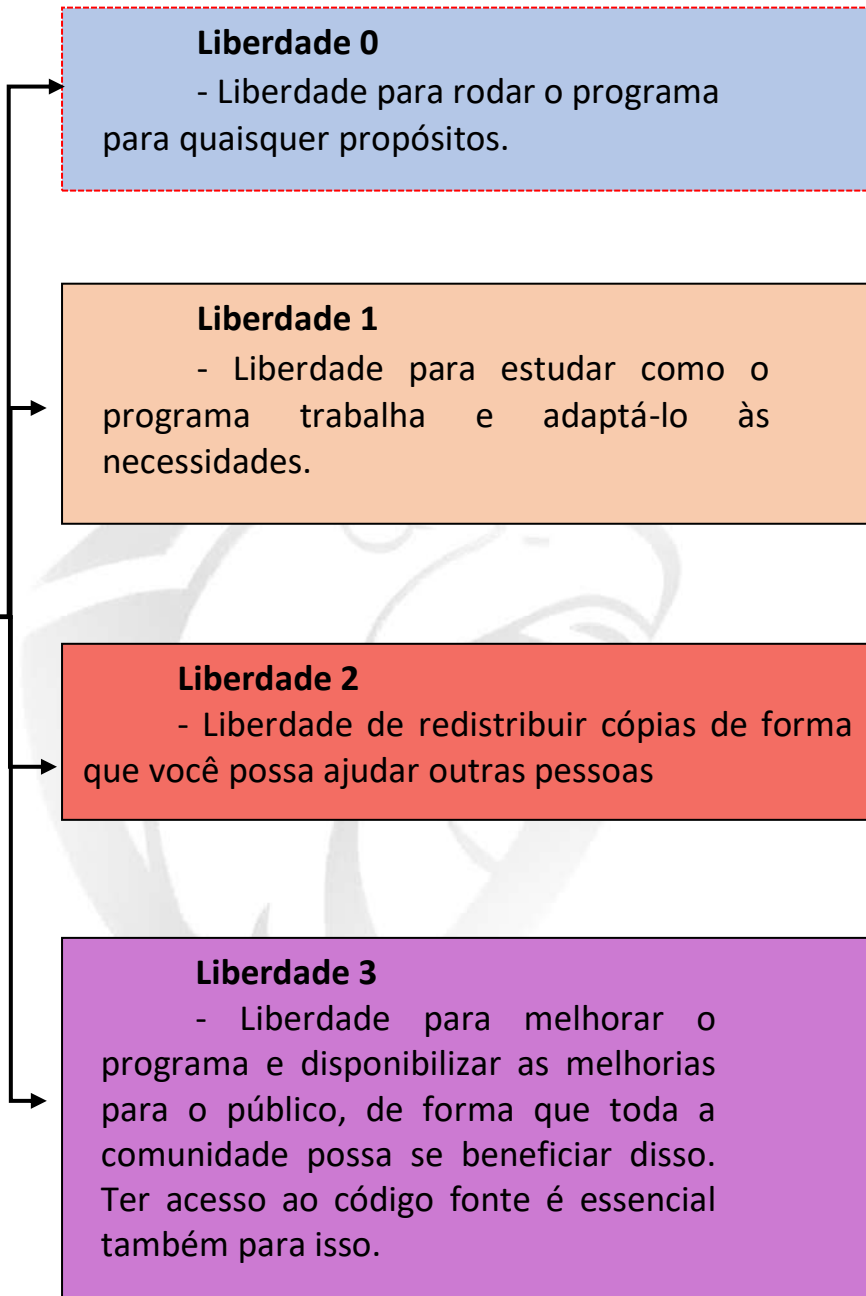 Liberdade 0
- Liberdade para rodar o programa
para quaisquer propósitos.
Liberdade 1
- Liberdade para estudar como o
programa trabalha e adaptá-lo às
necessidades.
Liberdade 2
- Liberdade de redistribuir cópias de forma
que você possa ajudar outras pessoas
Liberdade 3
- Liberdade para melhorar o
programa e disponibilizar as melhorias
para o público, de forma que toda a
comunidade possa se beneficiar disso.
Ter acesso ao código fonte é essencial
também para isso.